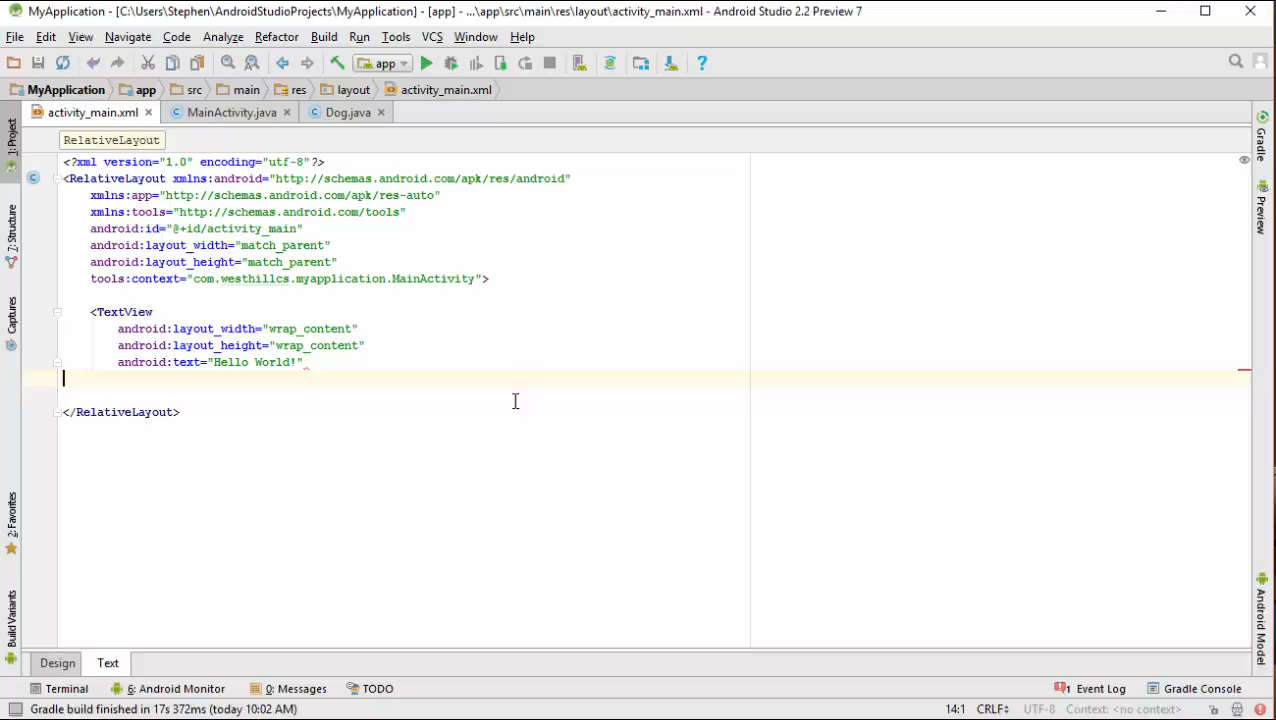 MyApplication - [C:\Users\Stephen\AndroidStudioProjects\MyApplication] - [app] - ...\app\src\main\res\layout\activity_main.xml - Android Studio 2.2 Preview 7
File Edit View Navigate Code Analyze Refactor Build Run Tools VCS Window Help
app
MyApplication app src main res layout activity_main.xml
activity_main.xml MainActivity.java Dog.java
RelativeLayout
<?xml version="1.0" encoding="utf-8"?>
<RelativeLayout xmlns:android="http://schemas.android.com/apk/res/android"
xmlns:app="http://schemas.android.com/apk/res-auto"
xmlns:tools="http://schemas.android.com/tools"
android:id="@+id/activity_main"
android:layout_width="match_parent"
android:layout_height="match_parent"
tools:context="com.westhillcs.myapplication.MainActivity">
<TextView
android:layout_width="wrap_content"
android:layout_height="wrap_content"
android:text="Hello World!"
</RelativeLayout>
1: Project
7: Structure
Captures
2: Favorites
Build Variants
Gradle
Preview
Android Model
Design Text
Terminal 6: Android Monitor 0: Messages TODO 1 Event Log Gradle Console
Gradle build finished in 17s 372ms (today 10:02 AM) 14:1 CRLF UTF-8 Context: <no context>